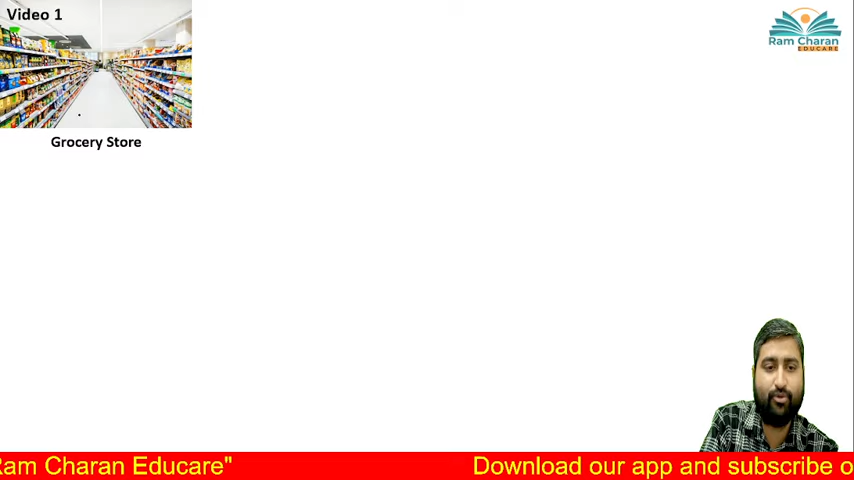 Video 1
Ram Charan
EDUCARE
Grocery Store
Ram Charan Educare"
Download our app and subscribe o